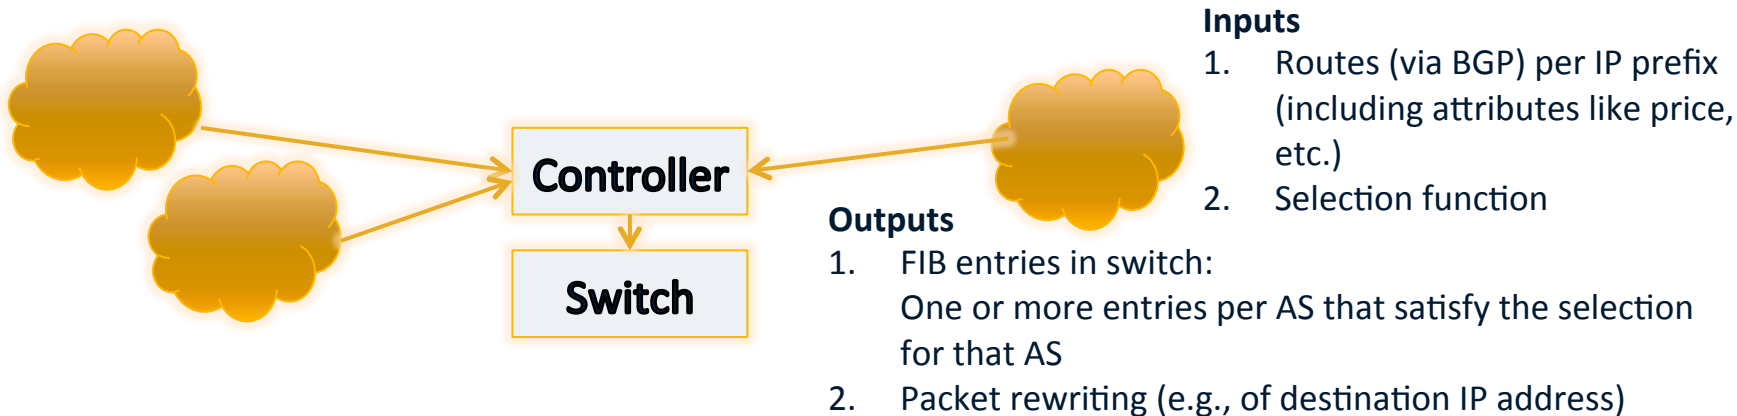 Inputs
1. Routes (via BGP) per IP prefix
(including attributes like price,
etc.)
2. Selection function
Controller
Switch
Outputs
1. FIB entries in switch:
One or more entries per AS that satisfy the selection
for that AS
2. Packet rewriting (e.g., of destination IP address)